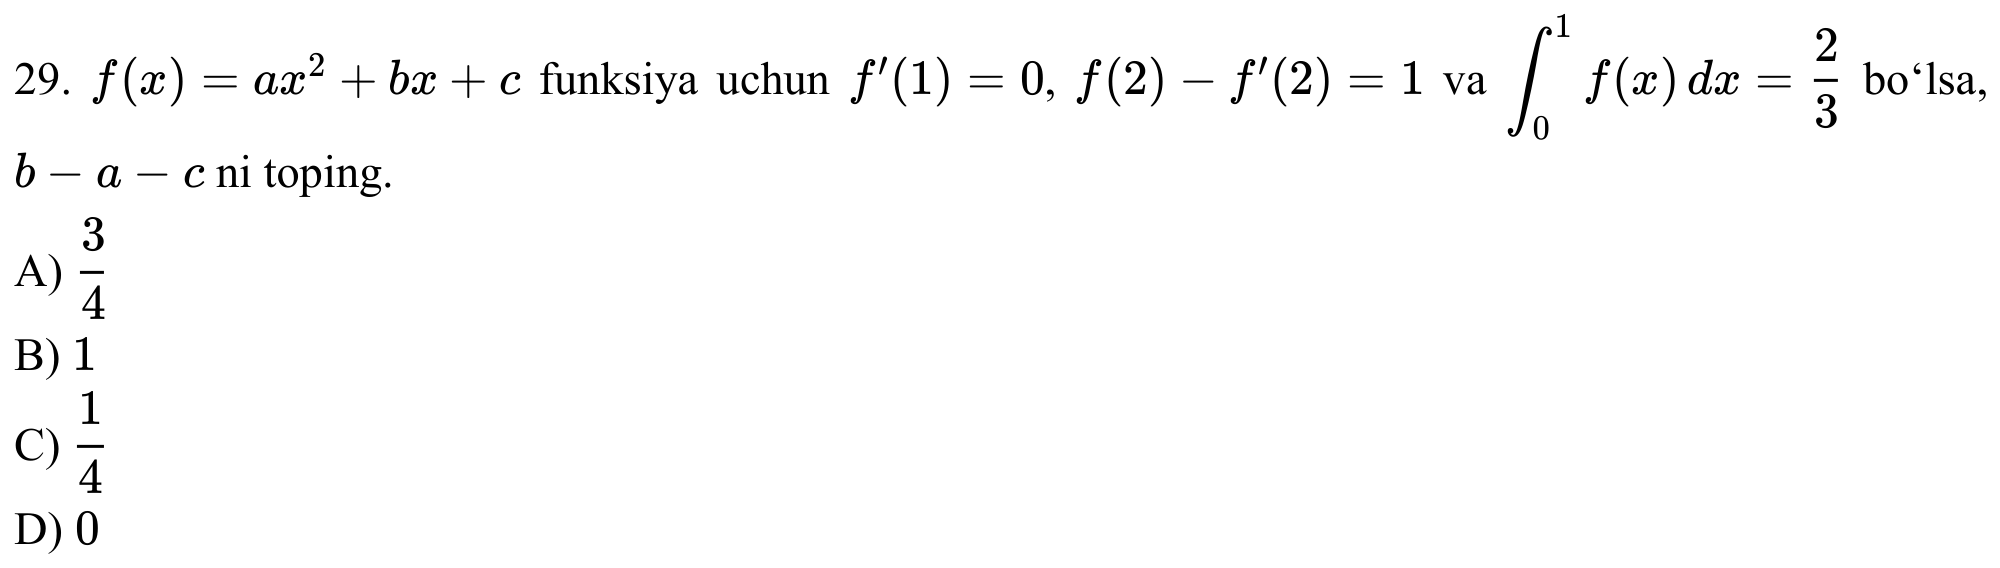 29. f(x) = ax² + bx + c funksiya uchun f′(1) = 0, f(2) − f′(2) = 1 va ∫₀¹ f(x) dx = 2/3 bo‘lsa,
b − a − c ni toping.
A) 3/4
B) 1
C) 1/4
D) 0